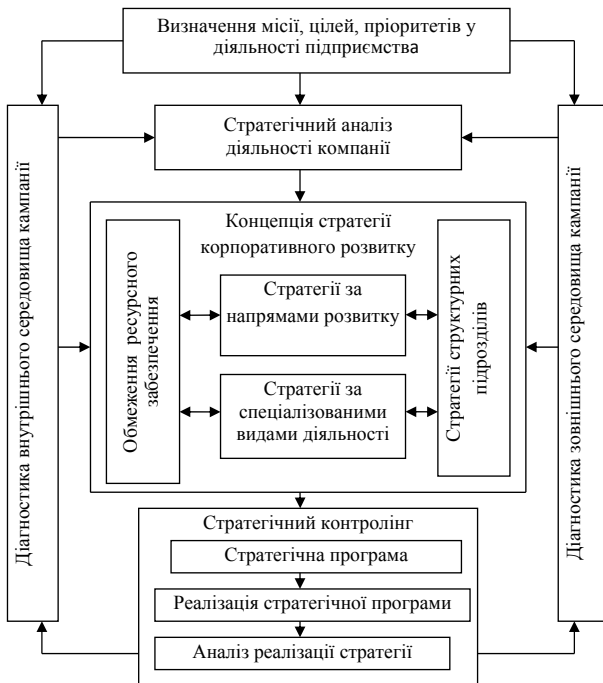 Визначення місії, цілей, пріоритетів у
діяльності підприємства
Діагностика внутрішнього середовища кампанії
Стратегічний аналіз
діяльності компанії
Діагностика зовнішнього середовища кампанії
Концепція стратегії
корпоративного розвитку
Обмеження ресурсного
забезпечення
Стратегії за
напрямами розвитку
Стратегії за
спеціалізованими
видами діяльності
Стратегії структурних
підрозділів
Стратегічний контролінг
Стратегічна програма
Реалізація стратегічної програми
Аналіз реалізації стратегії